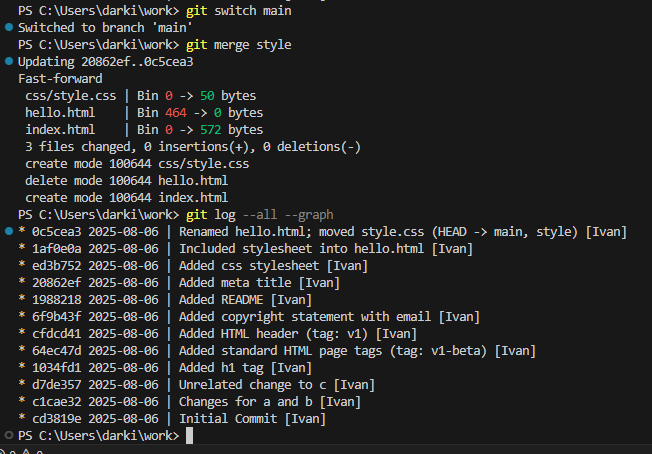 PS C:\Users\darki\work> git switch main
Switched to branch 'main'
PS C:\Users\darki\work> git merge style
Updating 20862ef..0c5cea3
Fast-forward
 css/style.css | Bin 0 -> 50 bytes
 hello.html    | Bin 464 -> 0 bytes
 index.html    | Bin 0 -> 572 bytes
 3 files changed, 0 insertions(+), 0 deletions(-)
 create mode 100644 css/style.css
 delete mode 100644 hello.html
 create mode 100644 index.html
PS C:\Users\darki\work> git log --all --graph
* 0c5cea3 2025-08-06 | Renamed hello.html; moved style.css (HEAD -> main, style) [Ivan]
* 1af0e0a 2025-08-06 | Included stylesheet into hello.html [Ivan]
* ed3b752 2025-08-06 | Added css stylesheet [Ivan]
* 20862ef 2025-08-06 | Added meta title [Ivan]
* 1988218 2025-08-06 | Added README [Ivan]
* 6f9b43f 2025-08-06 | Added copyright statement with email [Ivan]
* cfdcd41 2025-08-06 | Added HTML header (tag: v1) [Ivan]
* 64ec47d 2025-08-06 | Added standard HTML page tags (tag: v1-beta) [Ivan]
* 1034fd1 2025-08-06 | Added h1 tag [Ivan]
* d7de357 2025-08-06 | Unrelated change to c [Ivan]
* c1cae32 2025-08-06 | Changes for a and b [Ivan]
* cd3819e 2025-08-06 | Initial Commit [Ivan]
PS C:\Users\darki\work>